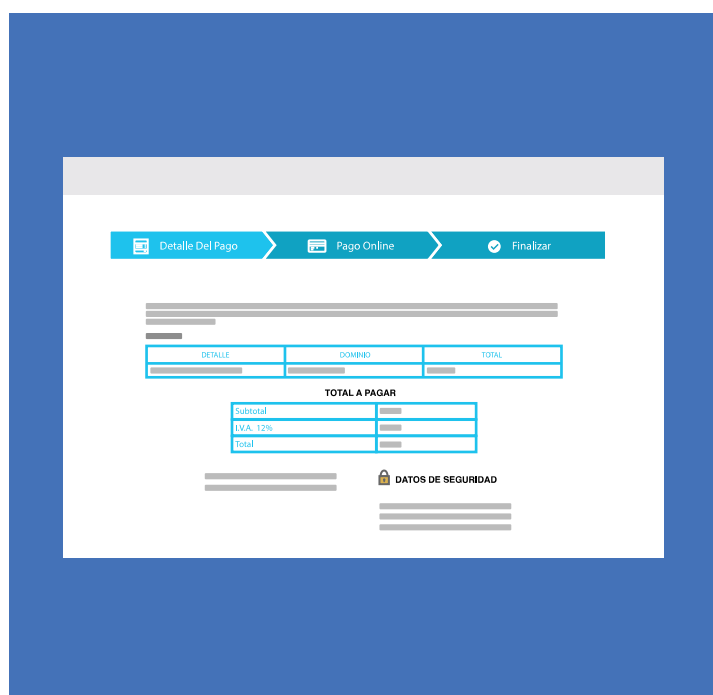 Detalle Del Pago Pago Online Finalizar
DETALLE DOMINIO TOTAL
TOTAL A PAGAR
Subtotal
I.V.A. 12%
Total
DATOS DE SEGURIDAD